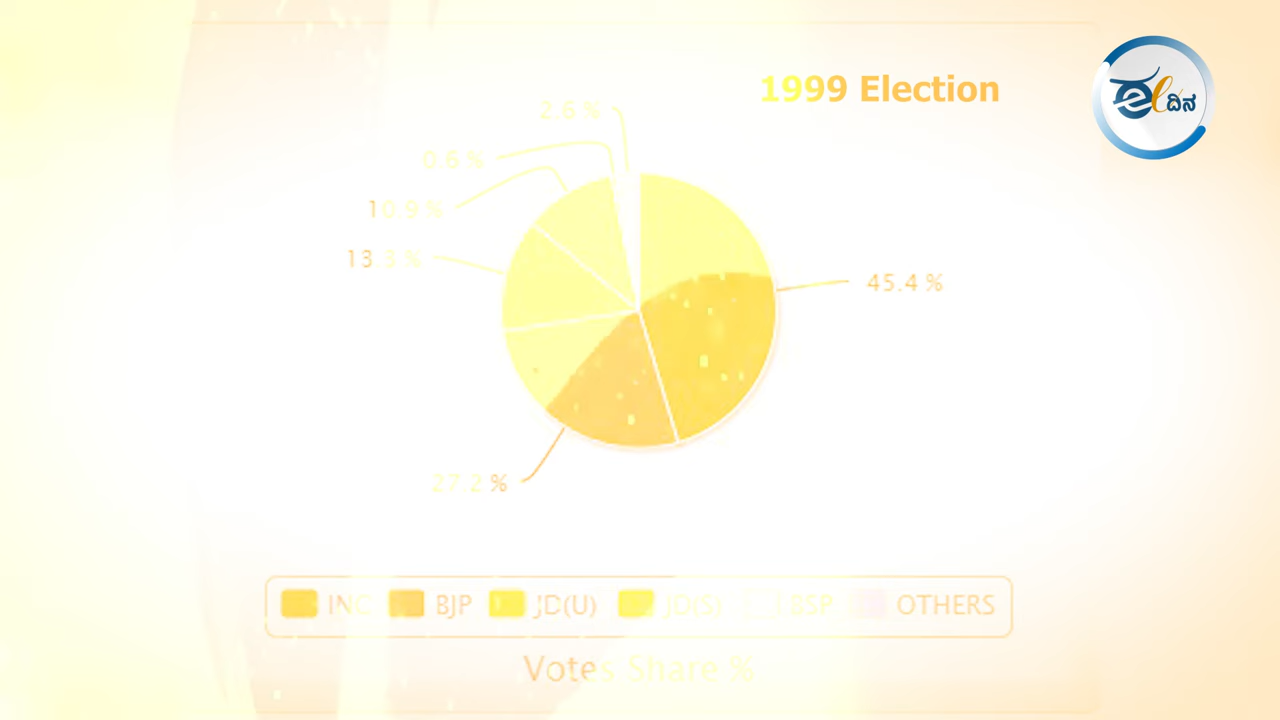 1999 Election
ಈ ದಿನ
2.6 %
0.6 %
10.9 %
13.3 %
45.4 %
27.2 %
INC BJP JD(U) JD(S) BSP OTHERS
Votes Share %